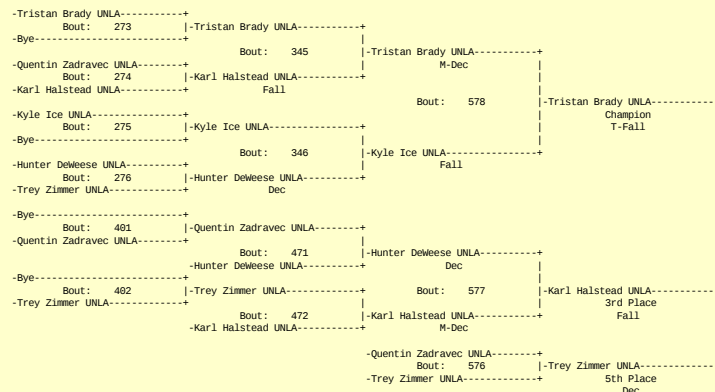 -Tristan Brady UNLA-----------+
Bout: 273 |-Tristan Brady UNLA-----------+
-Bye--------------------------+ |
Bout: 345 |-Tristan Brady UNLA-----------+
-Quentin Zadravec UNLA--------+ | M-Dec |
Bout: 274 |-Karl Halstead UNLA-----------+ |
-Karl Halstead UNLA-----------+ Fall |
Bout: 578 |-Tristan Brady UNLA-----------
-Kyle Ice UNLA----------------+ | Champion
Bout: 275 |-Kyle Ice UNLA----------------+ | T-Fall
-Bye--------------------------+ | |
Bout: 346 |-Kyle Ice UNLA----------------+
-Hunter DeWeese UNLA----------+ | Fall
Bout: 276 |-Hunter DeWeese UNLA----------+
-Trey Zimmer UNLA-------------+ Dec
-Bye--------------------------+
Bout: 401 |-Quentin Zadravec UNLA--------+
-Quentin Zadravec UNLA--------+ |
Bout: 471 |-Hunter DeWeese UNLA----------+
-Hunter DeWeese UNLA----------+ Dec |
-Bye--------------------------+ |
Bout: 402 |-Trey Zimmer UNLA-------------+ Bout: 577 |-Karl Halstead UNLA-----------
-Trey Zimmer UNLA-------------+ | | 3rd Place
Bout: 472 |-Karl Halstead UNLA-----------+ Fall
-Karl Halstead UNLA-----------+ M-Dec
-Quentin Zadravec UNLA--------+
Bout: 576 |-Trey Zimmer UNLA-------------
-Trey Zimmer UNLA-------------+ 5th Place
Dec